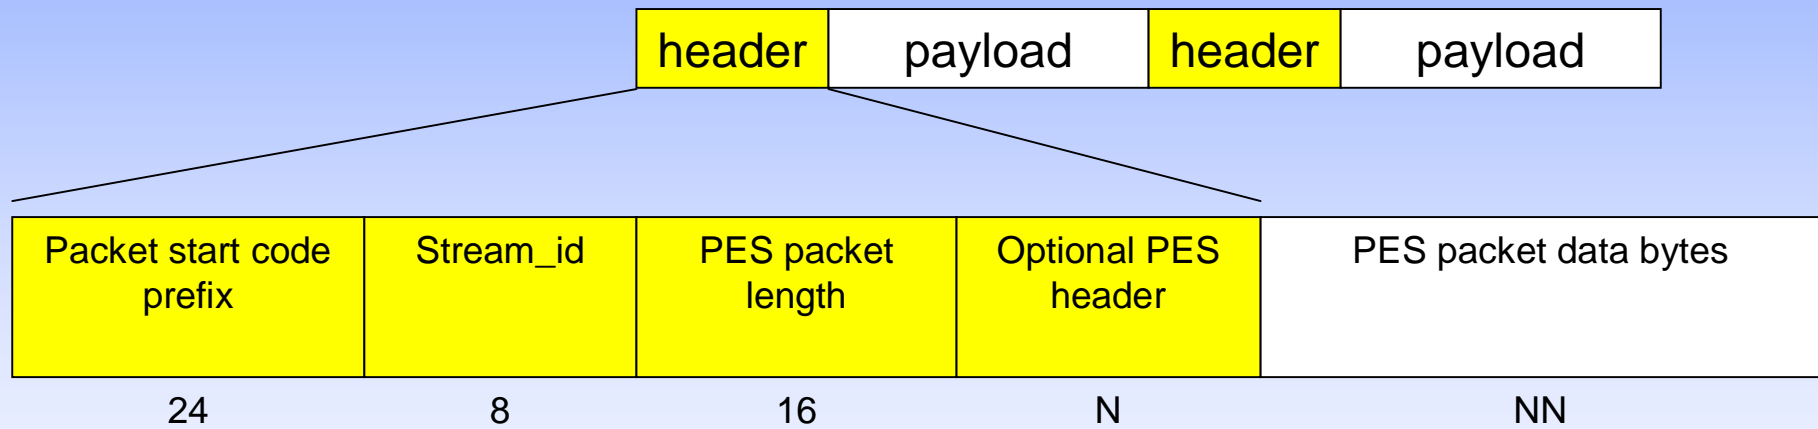 header payload header payload
Packet start code prefix
Stream_id
PES packet length
Optional PES header
PES packet data bytes
24 8 16 N NN